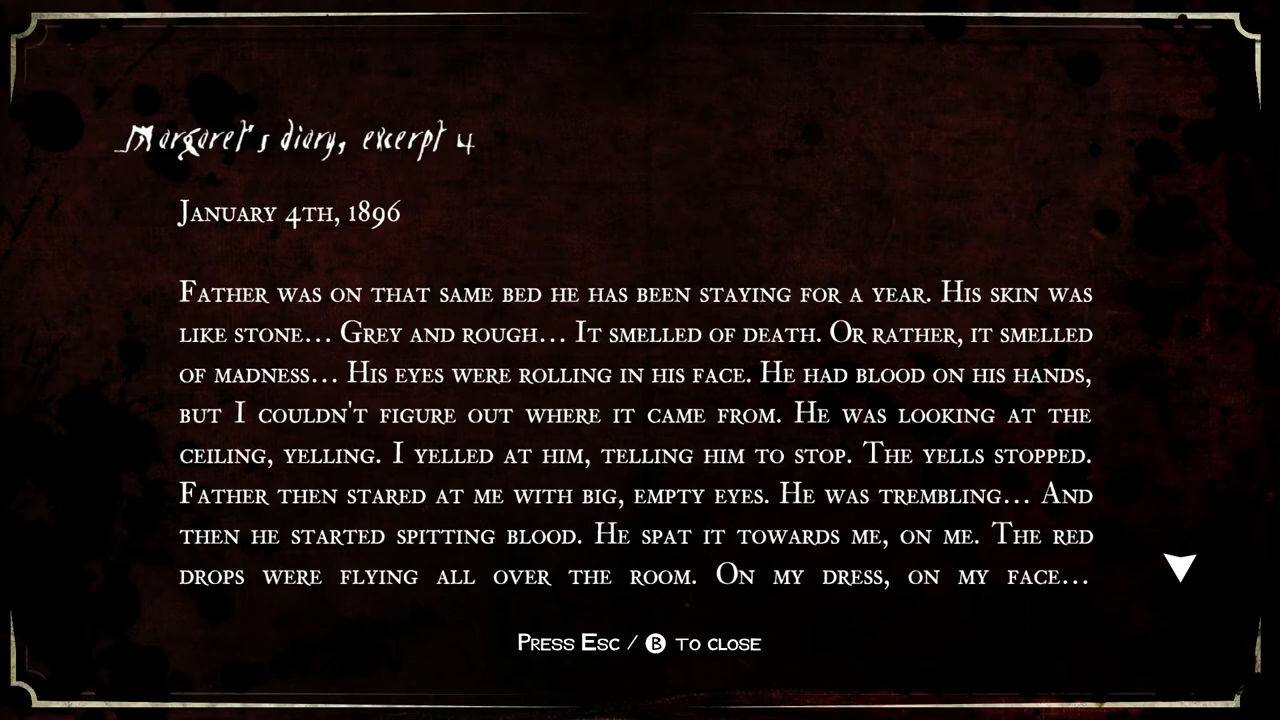 Margaret's diary, excerpt 4
January 4th, 1896
Father was on that same bed he has been staying for a year. His skin was
like stone... Grey and rough... It smelled of death. Or rather, it smelled
of madness... His eyes were rolling in his face. He had blood on his hands,
but I couldn't figure out where it came from. He was looking at the
ceiling, yelling. I yelled at him, telling him to stop. The yells stopped.
Father then stared at me with big, empty eyes. He was trembling... And
then he started spitting blood. He spat it towards me, on me. The red
drops were flying all over the room. On my dress, on my face...
Press Esc / B to close